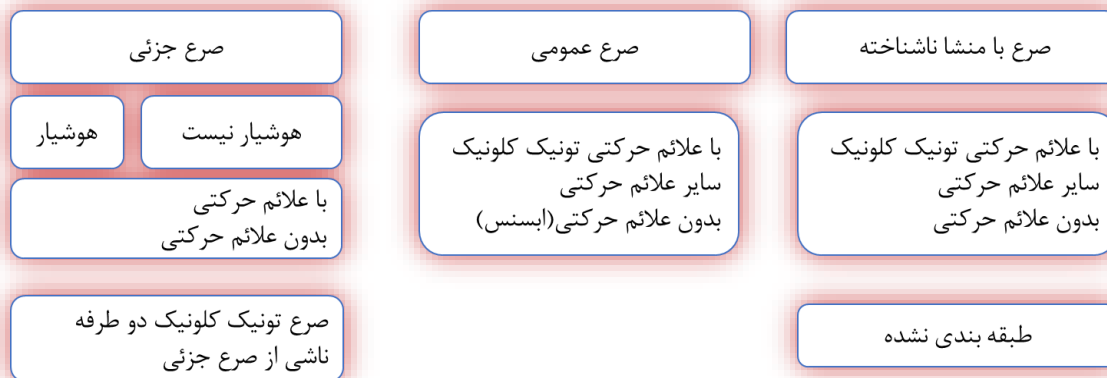 صرع با منشا ناشناخته
با علائم حرکتی تونیک کلونیک
سایر علائم حرکتی
بدون علائم حرکتی
طبقه بندی نشده
صرع عمومی
با علائم حرکتی تونیک کلونیک
سایر علائم حرکتی
بدون علائم حرکتی(ابسنس)
صرع جزئی
هوشیار نیست
هوشیار
با علائم حرکتی
بدون علائم حرکتی
صرع تونیک کلونیک دو طرفه
ناشی از صرع جزئی